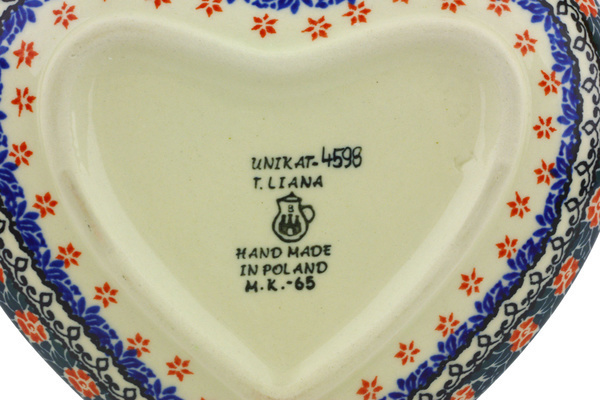 UNIKAT-4598
T. LIANA
B
HAND MADE
IN POLAND
M.K.-65